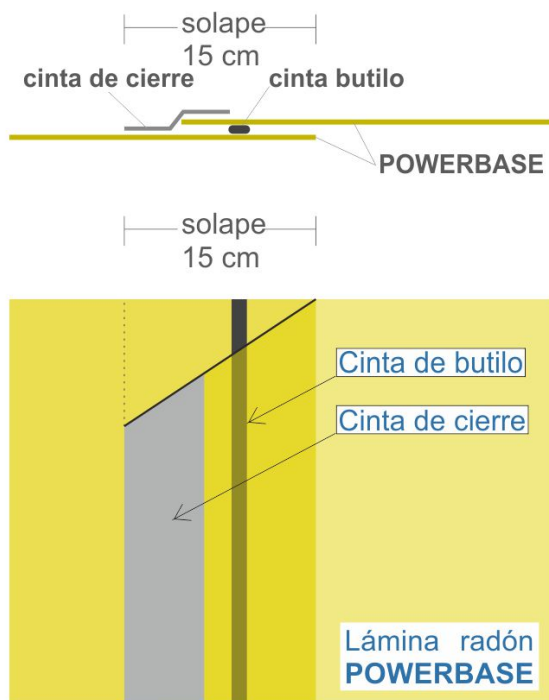 solape
15 cm
cinta de cierre
cinta butilo
POWERBASE
solape
15 cm
Cinta de butilo
Cinta de cierre
Lámina radón
POWERBASE